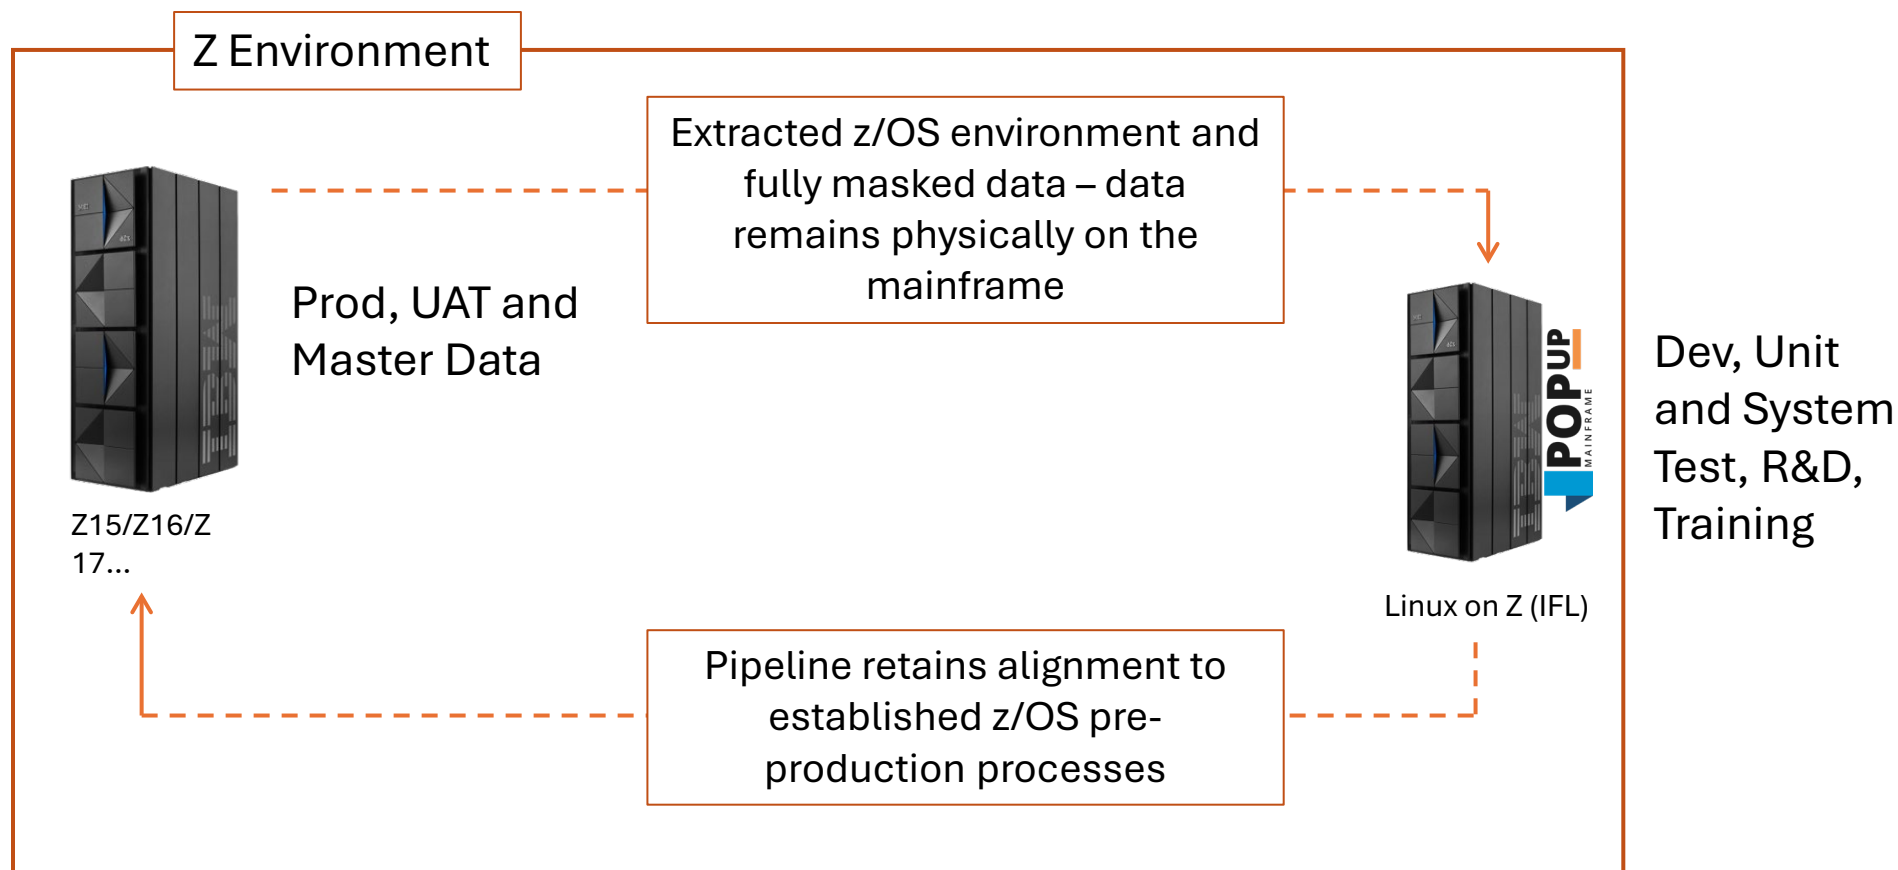 Z Environment
Extracted z/OS environment and
fully masked data – data
remains physically on the
mainframe
Prod, UAT and
Master Data
Z15/Z16/Z
17...
IBM
IBM
POPUP
MAINFRAME
Dev, Unit
and System
Test, R&D,
Training
Linux on Z (IFL)
Pipeline retains alignment to
established z/OS pre-
production processes